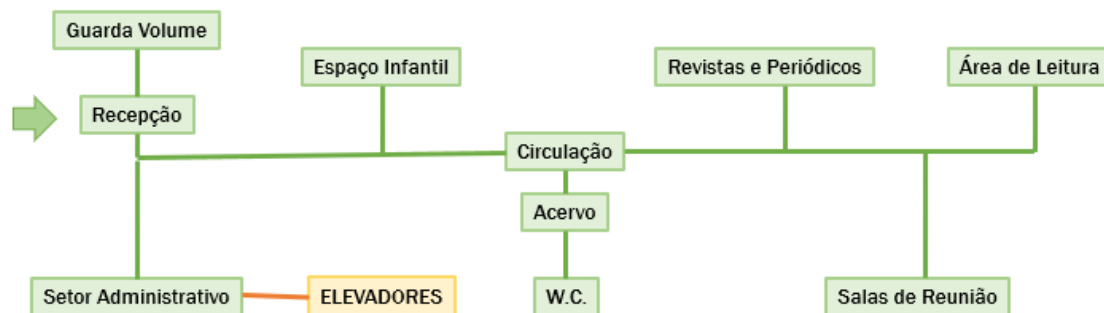 Guarda Volume
Espaço Infantil
Revistas e Periódicos
Área de Leitura
Recepção
Circulação
Acervo
Setor Administrativo
ELEVADORES
W.C.
Salas de Reunião